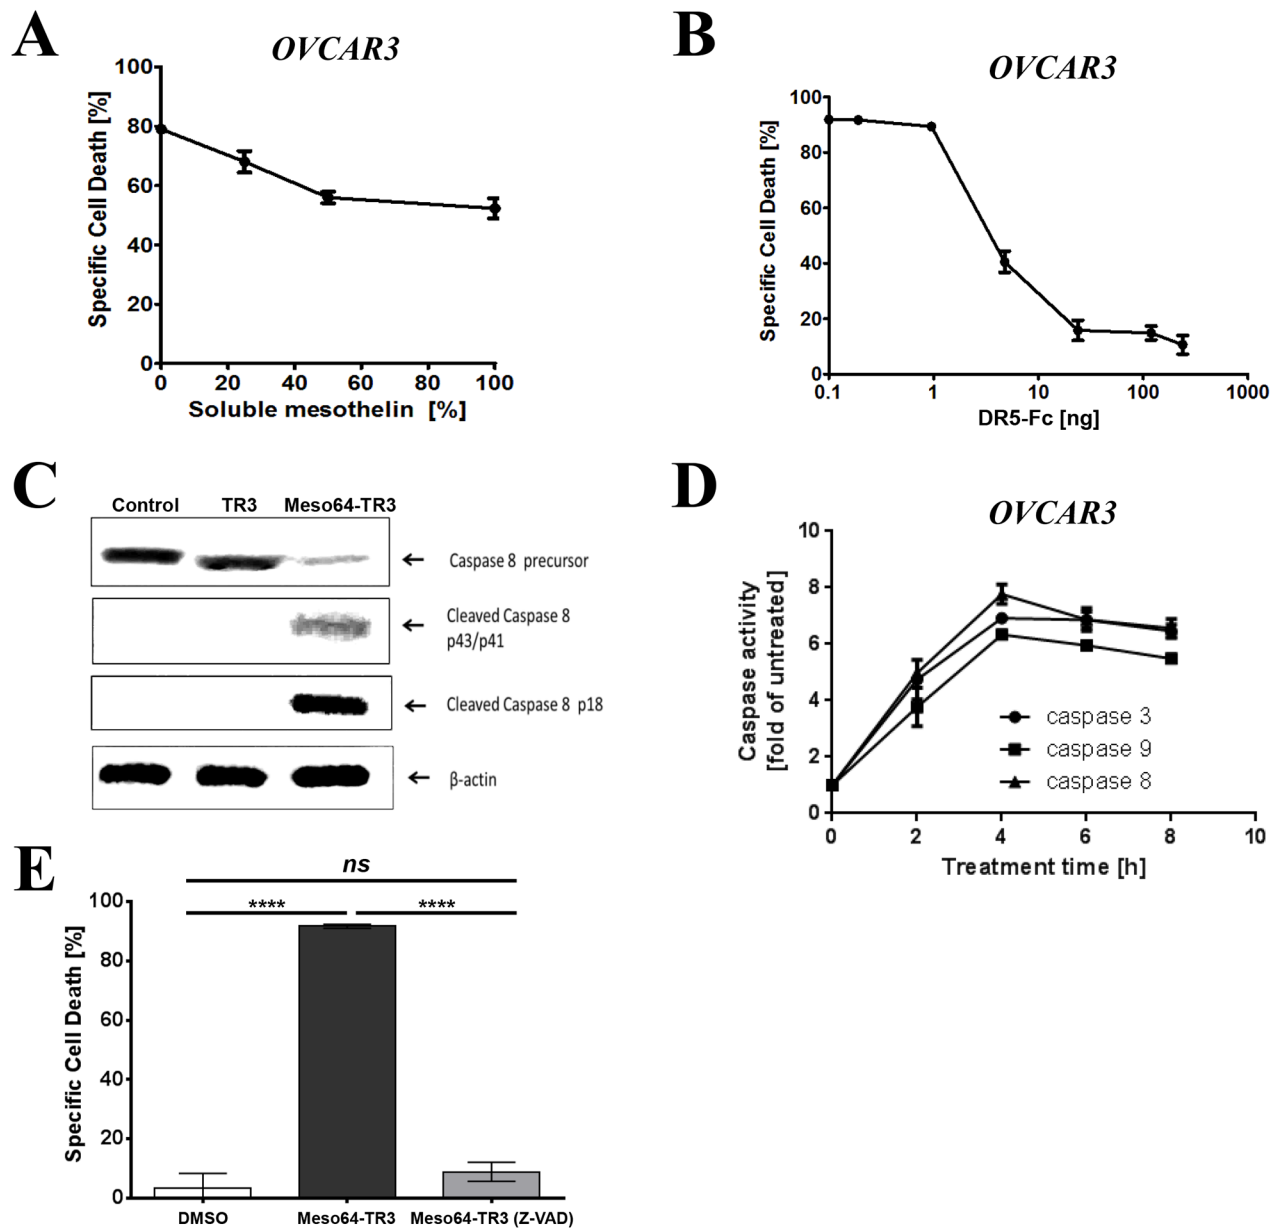 A
OVCAR3
Specific Cell Death [%]
100
80
60
40
20
0
0 20 40 60 80 100
Soluble mesothelin [%]
B
OVCAR3
Specific Cell Death [%]
100
80
60
40
20
0
0.1 1 10 100 1000
DR5-Fc [ng]
C
Control TR3 Meso64-TR3
Caspase 8 precursor
Cleaved Caspase 8
p43/p41
Cleaved Caspase 8 p18
β-actin
D
OVCAR3
Caspase activity
[fold of untreated]
10
8
6
4
2
0
caspase 3
caspase 9
caspase 8
0 2 4 6 8 10
Treatment time [h]
E
ns
**** ****
Specific Cell Death [%]
100
80
60
40
20
0
DMSO Meso64-TR3 Meso64-TR3 (Z-VAD)